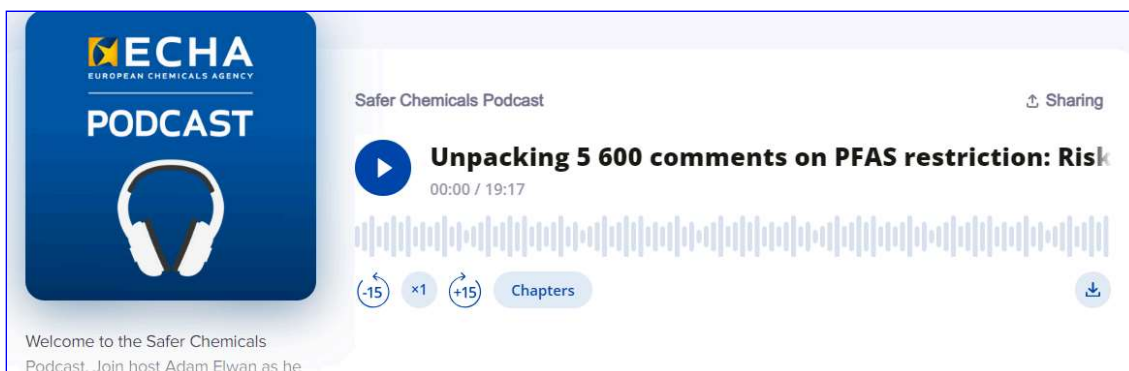 ECHA
EUROPEAN CHEMICALS AGENCY
PODCAST
Safer Chemicals Podcast
Sharing
Unpacking 5 600 comments on PFAS restriction: Risk
00:00 / 19:17
-15
×1
+15
Chapters
Welcome to the Safer Chemicals
Podcast. Join host Adam Elwan as he